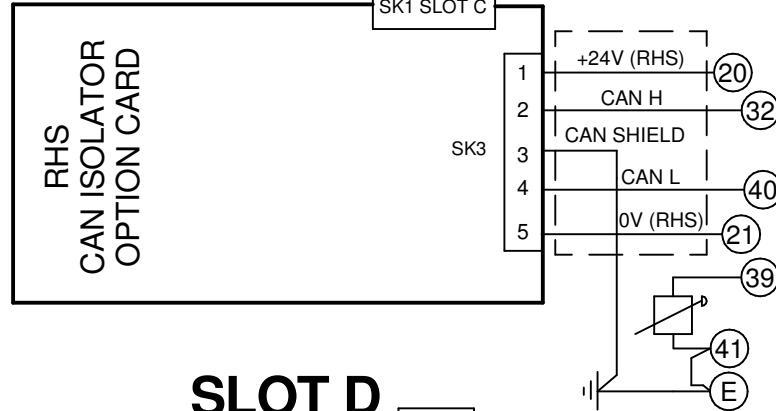 SK1 SLOT C
RHS
CAN ISOLATOR
OPTION CARD
SK3
1 +24V (RHS) 20
2 CAN H 32
3 CAN SHIELD
4 CAN L 40
5 0V (RHS) 21
39
41
E
SLOT D